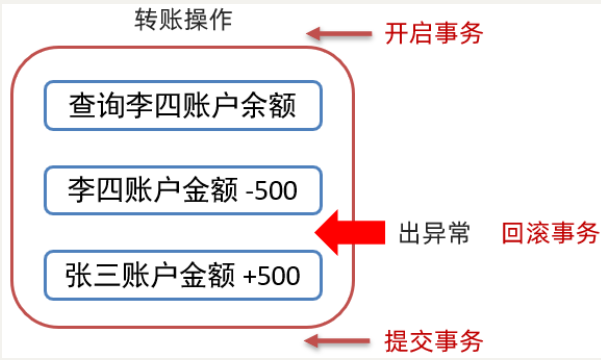 转账操作
开启事务
查询李四账户余额
李四账户金额 -500
出异常 回滚事务
张三账户金额 +500
提交事务